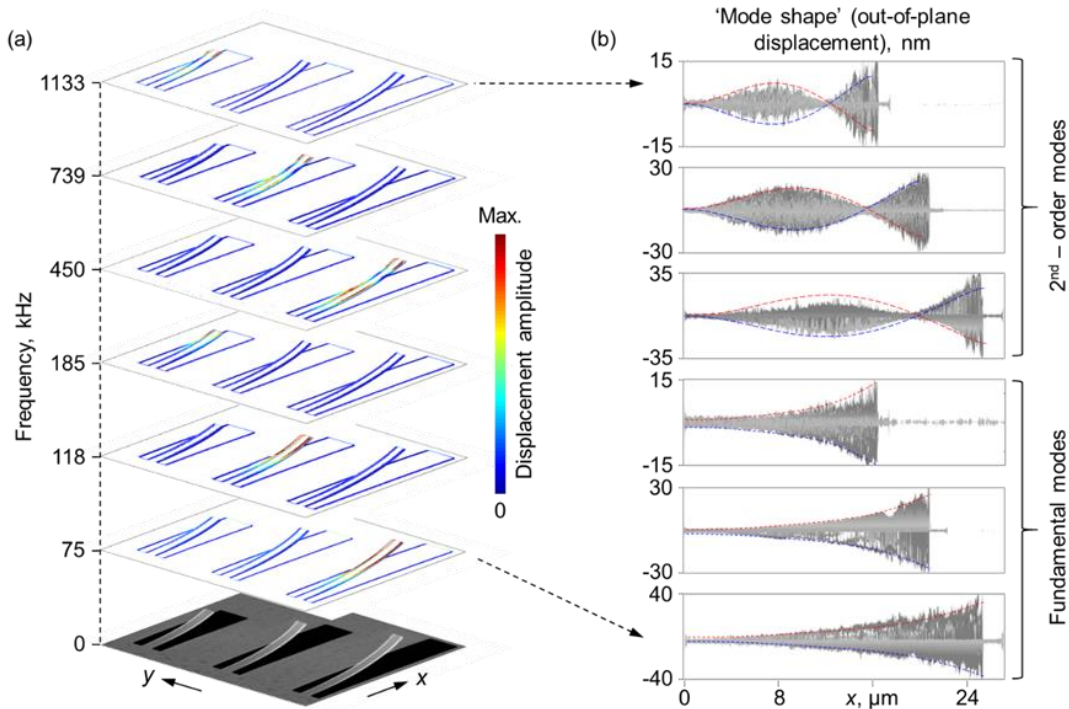 (a)
Frequency, kHz
1133
739
450
185
118
75
0
y
x
Max.
Displacement amplitude
0
(b)
‘Mode shape’ (out-of-plane
displacement), nm
15
-15
30
-30
35
-35
15
-15
30
-30
40
-40
0
8
x, µm
24
2nd – order modes
Fundamental modes